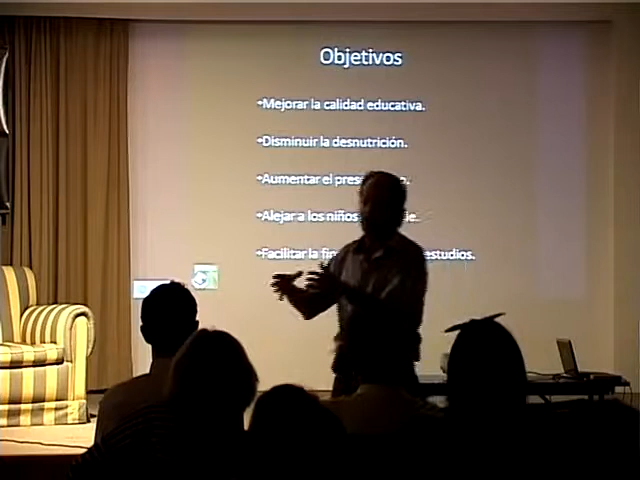 Objetivos
•Mejorar la calidad educativa.
•Disminuir la desnutrición.
•Aumentar el
•Alejar a los niños
•Facilitar la estudios.